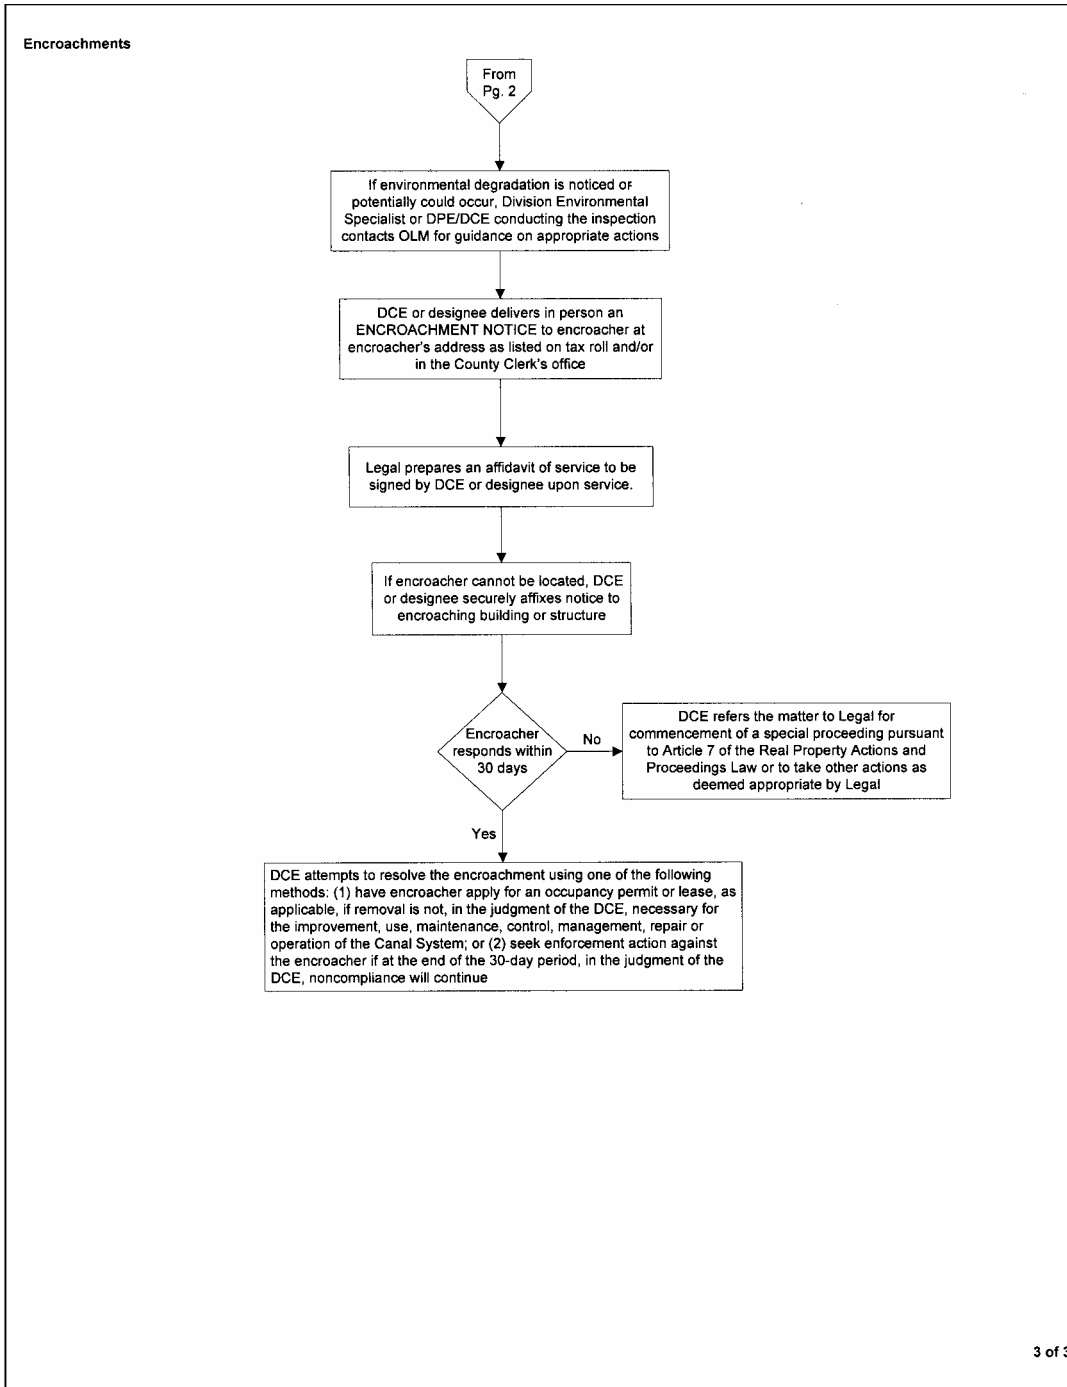 Encroachments
From
Pg. 2
If environmental degradation is noticed or
potentially could occur, Division Environmental
Specialist or DPE/DCE conducting the inspection
contacts OLM for guidance on appropriate actions
DCE or designee delivers in person an
ENCROACHMENT NOTICE to encroacher at
encroacher's address as listed on tax roll and/or
in the County Clerk's office
Legal prepares an affidavit of service to be
signed by DCE or designee upon service.
If encroacher cannot be located, DCE
or designee securely affixes notice to
encroaching building or structure
Encroacher
responds within
30 days
No
DCE refers the matter to Legal for
commencement of a special proceeding pursuant
to Article 7 of the Real Property Actions and
Proceedings Law or to take other actions as
deemed appropriate by Legal
Yes
DCE attempts to resolve the encroachment using one of the following
methods: (1) have encroacher apply for an occupancy permit or lease, as
applicable, if removal is not, in the judgment of the DCE, necessary for
the improvement, use, maintenance, control, management, repair or
operation of the Canal System; or (2) seek enforcement action against
the encroacher if at the end of the 30-day period, in the judgment of the
DCE, noncompliance will continue
3 of 3